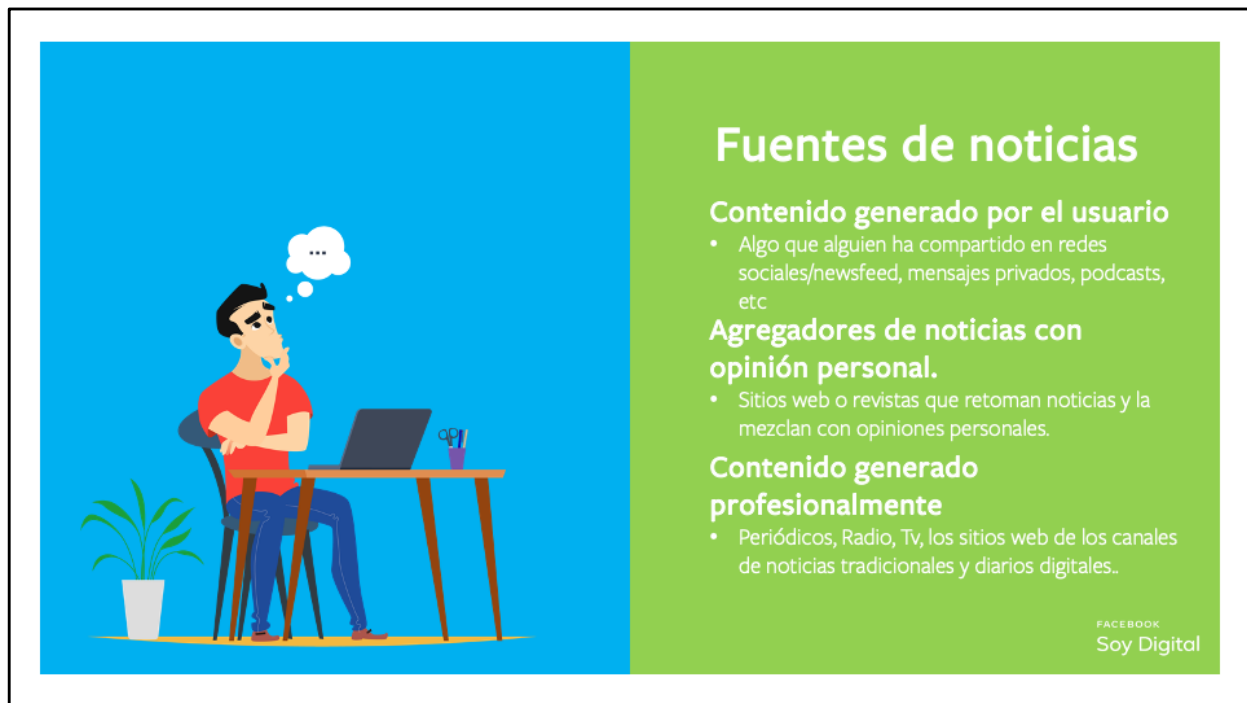 ...
Fuentes de noticias
Contenido generado por el usuario
• Algo que alguien ha compartido en redes
sociales/newsfeed, mensajes privados, podcasts,
etc
Agregadores de noticias con
opinión personal.
• Sitios web o revistas que retoman noticias y la
mezclan con opiniones personales.
Contenido generado
profesionalmente
• Periódicos, Radio, Tv, los sitios web de los canales
de noticias tradicionales y diarios digitales..
FACEBOOK
Soy Digital